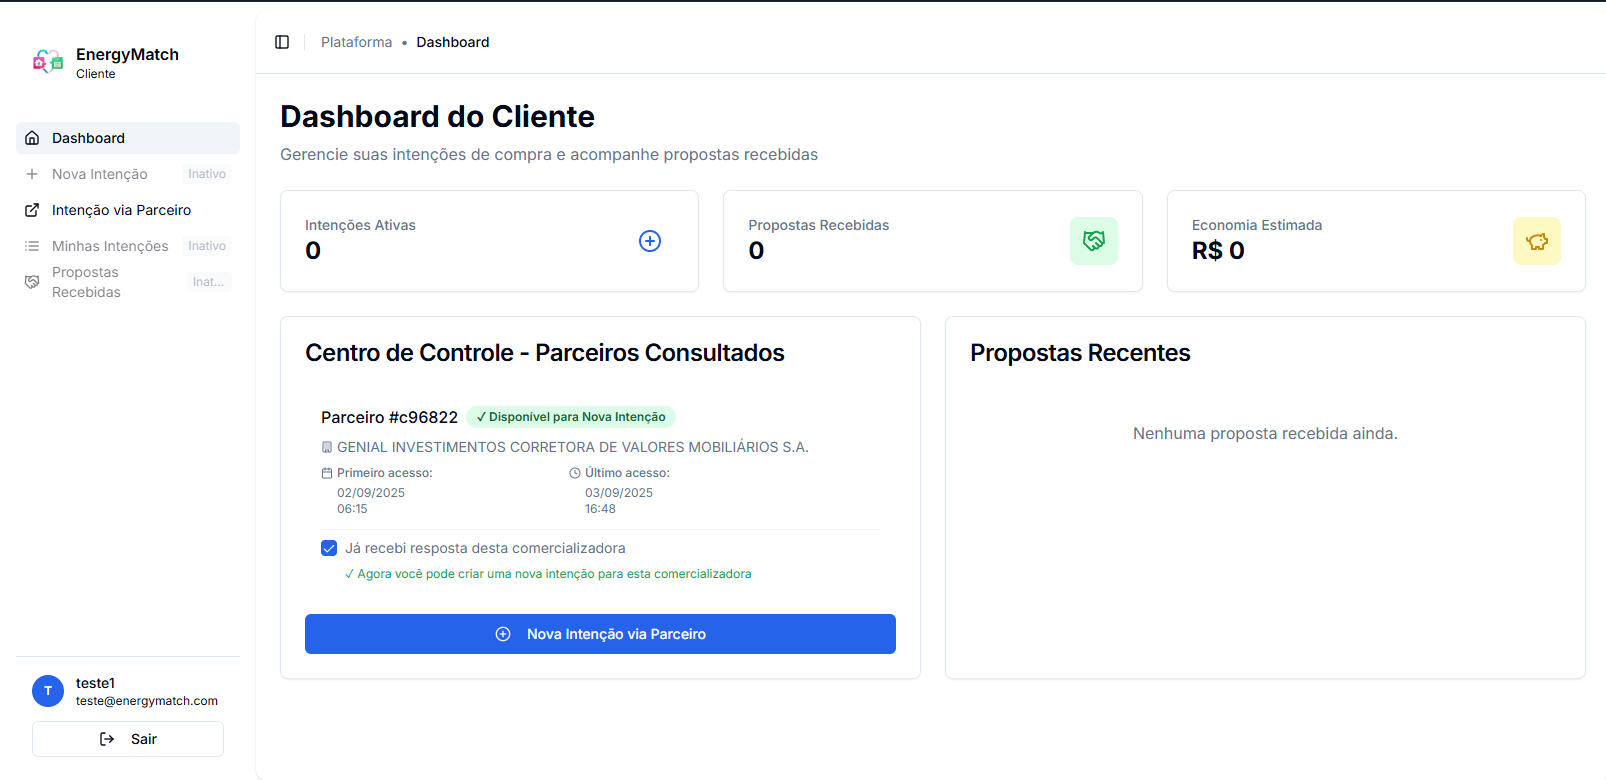 EnergyMatch
Cliente
Dashboard
Nova Intenção
Inativo
Intenção via Parceiro
Minhas Intenções
Inativo
Propostas
Recebidas
Inat...
teste1
teste@energymatch.com
T
Sair
Plataforma • Dashboard
Dashboard do Cliente
Gerencie suas intenções de compra e acompanhe propostas recebidas
Intenções Ativas
0
Propostas Recebidas
0
Economia Estimada
R$ 0
Centro de Controle - Parceiros Consultados
Parceiro #c96822
✓ Disponível para Nova Intenção
GENIAL INVESTIMENTOS CORRETORA DE VALORES MOBILIÁRIOS S.A.
Primeiro acesso:
02/09/2025
06:15
Último acesso:
03/09/2025
16:48
Já recebi resposta desta comercializadora
✓ Agora você pode criar uma nova intenção para esta comercializadora
Nova Intenção via Parceiro
Propostas Recentes
Nenhuma proposta recebida ainda.